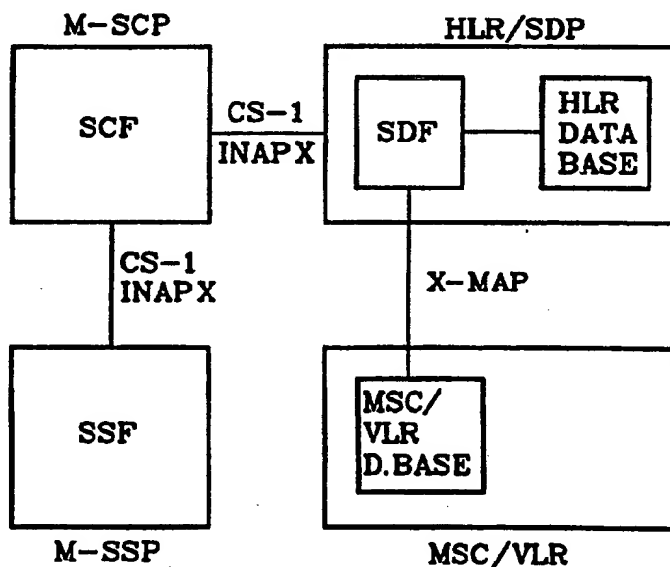 M-SCP
HLR/SDP
SCF
CS-1
INAPX
SDF
HLR
DATA
BASE
CS-1
INAPX
X-MAP
SSF
MSC/
VLR
D.BASE
M-SSP
MSC/VLR